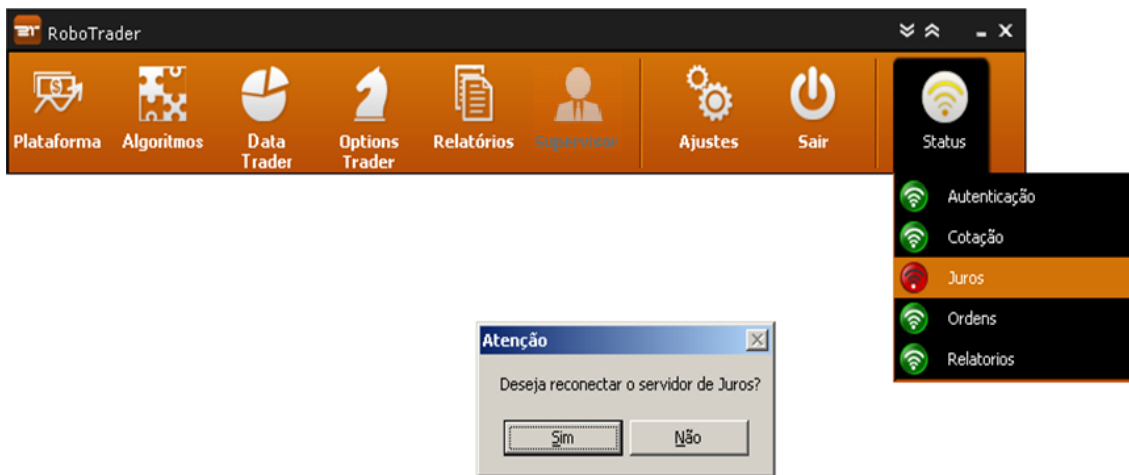 RoboTrader
Plataforma
Algoritmos
Data
Trader
Options
Trader
Relatórios
Supervisor
Ajustes
Sair
Status
Autenticação
Cotação
Juros
Ordens
Relatorios
Atenção
Deseja reconectar o servidor de Juros?
Sim
Não